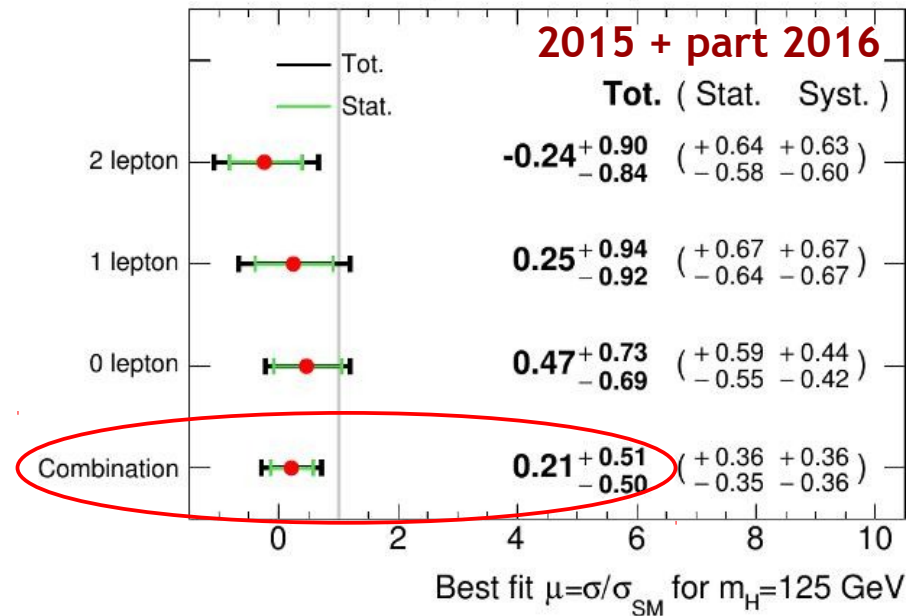 2015 + part 2016
Tot.
Stat.
Tot. ( Stat. Syst. )
2 lepton -0.24 + 0.90 - 0.84 ( + 0.64 - 0.58 + 0.63 - 0.60 )
1 lepton 0.25 + 0.94 - 0.92 ( + 0.67 - 0.64 + 0.67 - 0.67 )
0 lepton 0.47 + 0.73 - 0.69 ( + 0.59 - 0.55 + 0.44 - 0.42 )
Combination 0.21 + 0.51 - 0.50 ( + 0.36 - 0.35 + 0.36 - 0.36 )
0 2 4 6 8 10
Best fit μ=σ/σSM for mH=125 GeV